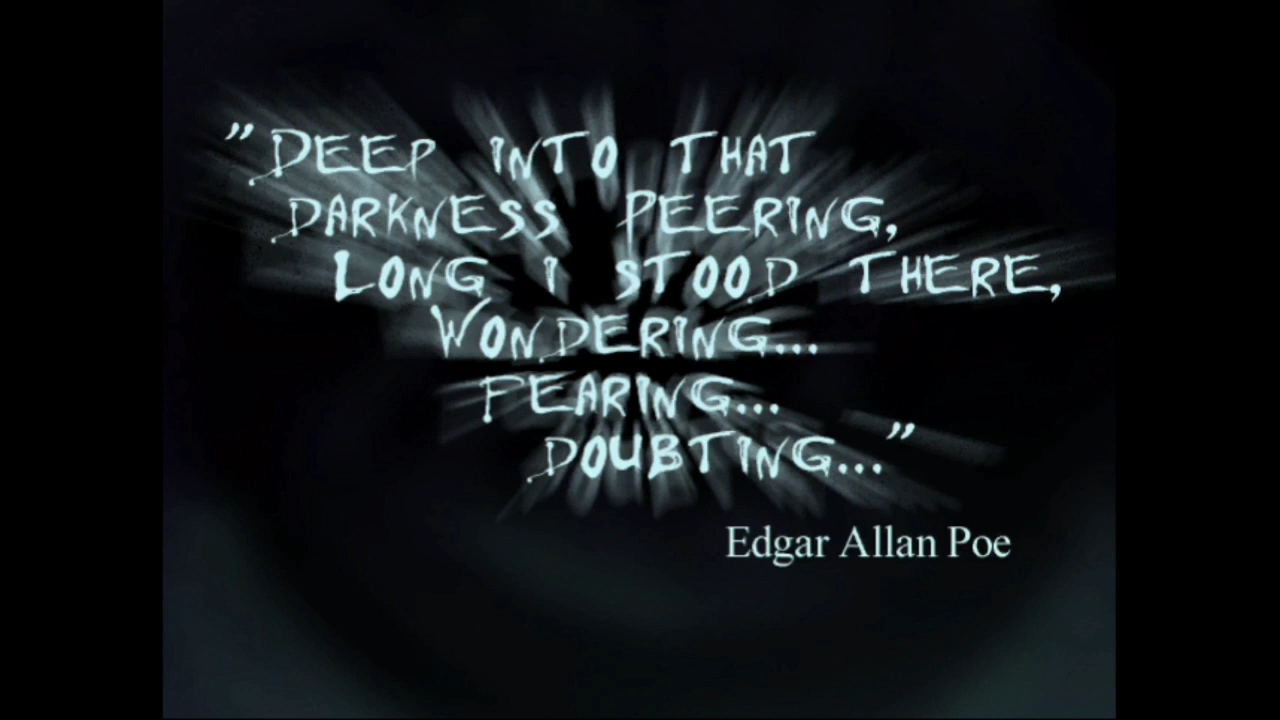 "DEEP INTO THAT
DARKNESS PEERING,
LONG I STOOD THERE,
WONDERING...
FEARING...
DOUBTING..."
Edgar Allan Poe